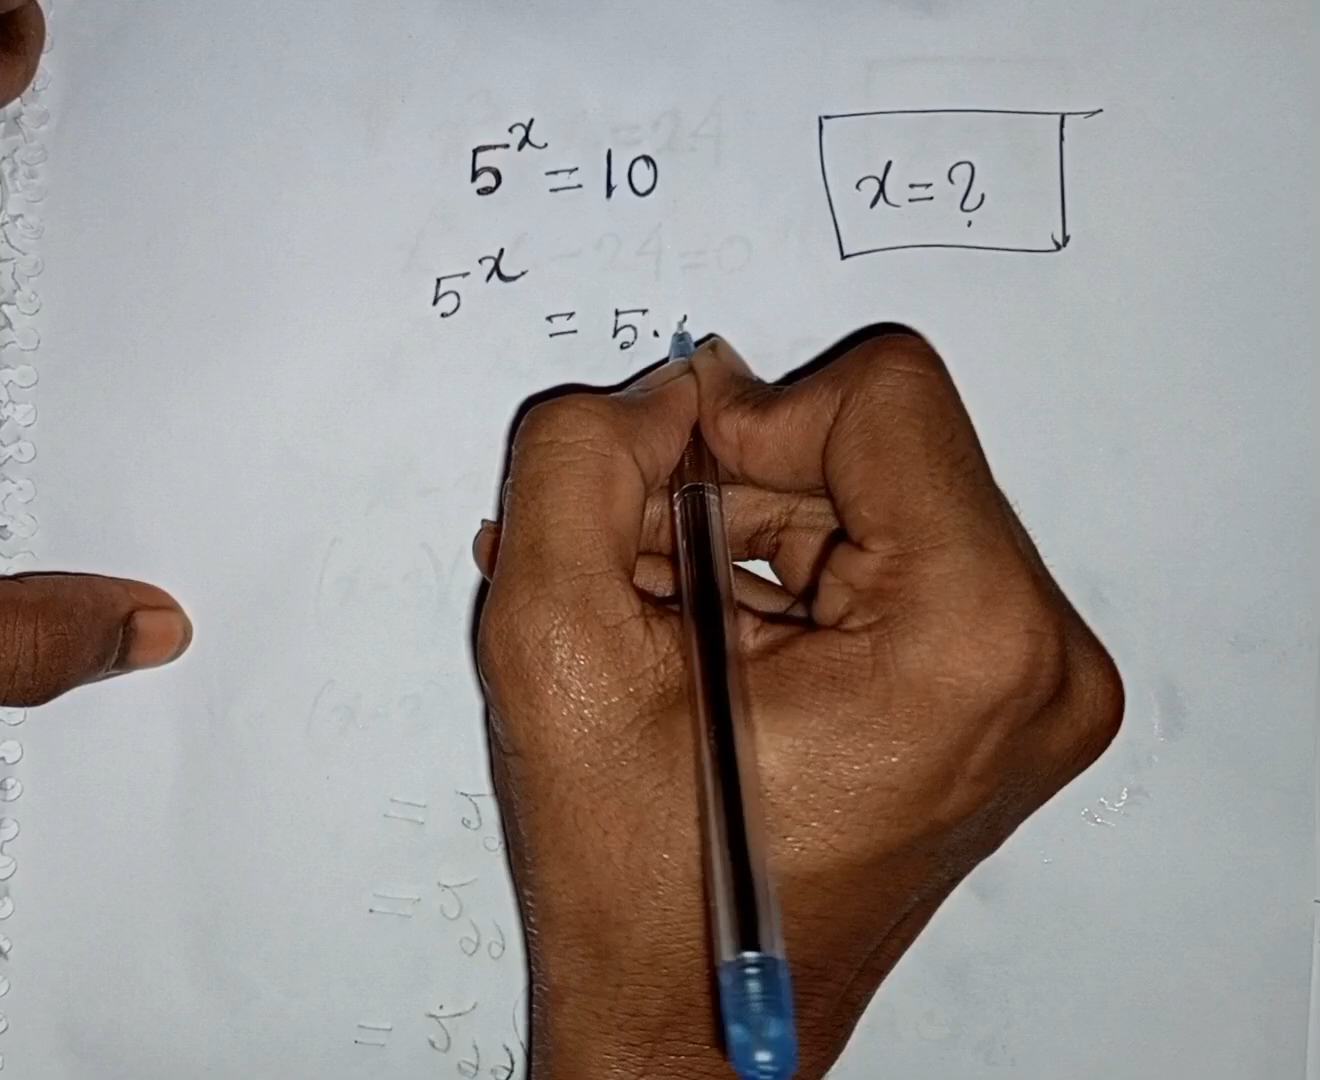 5^x = 10
x = ?
5^x = 5.